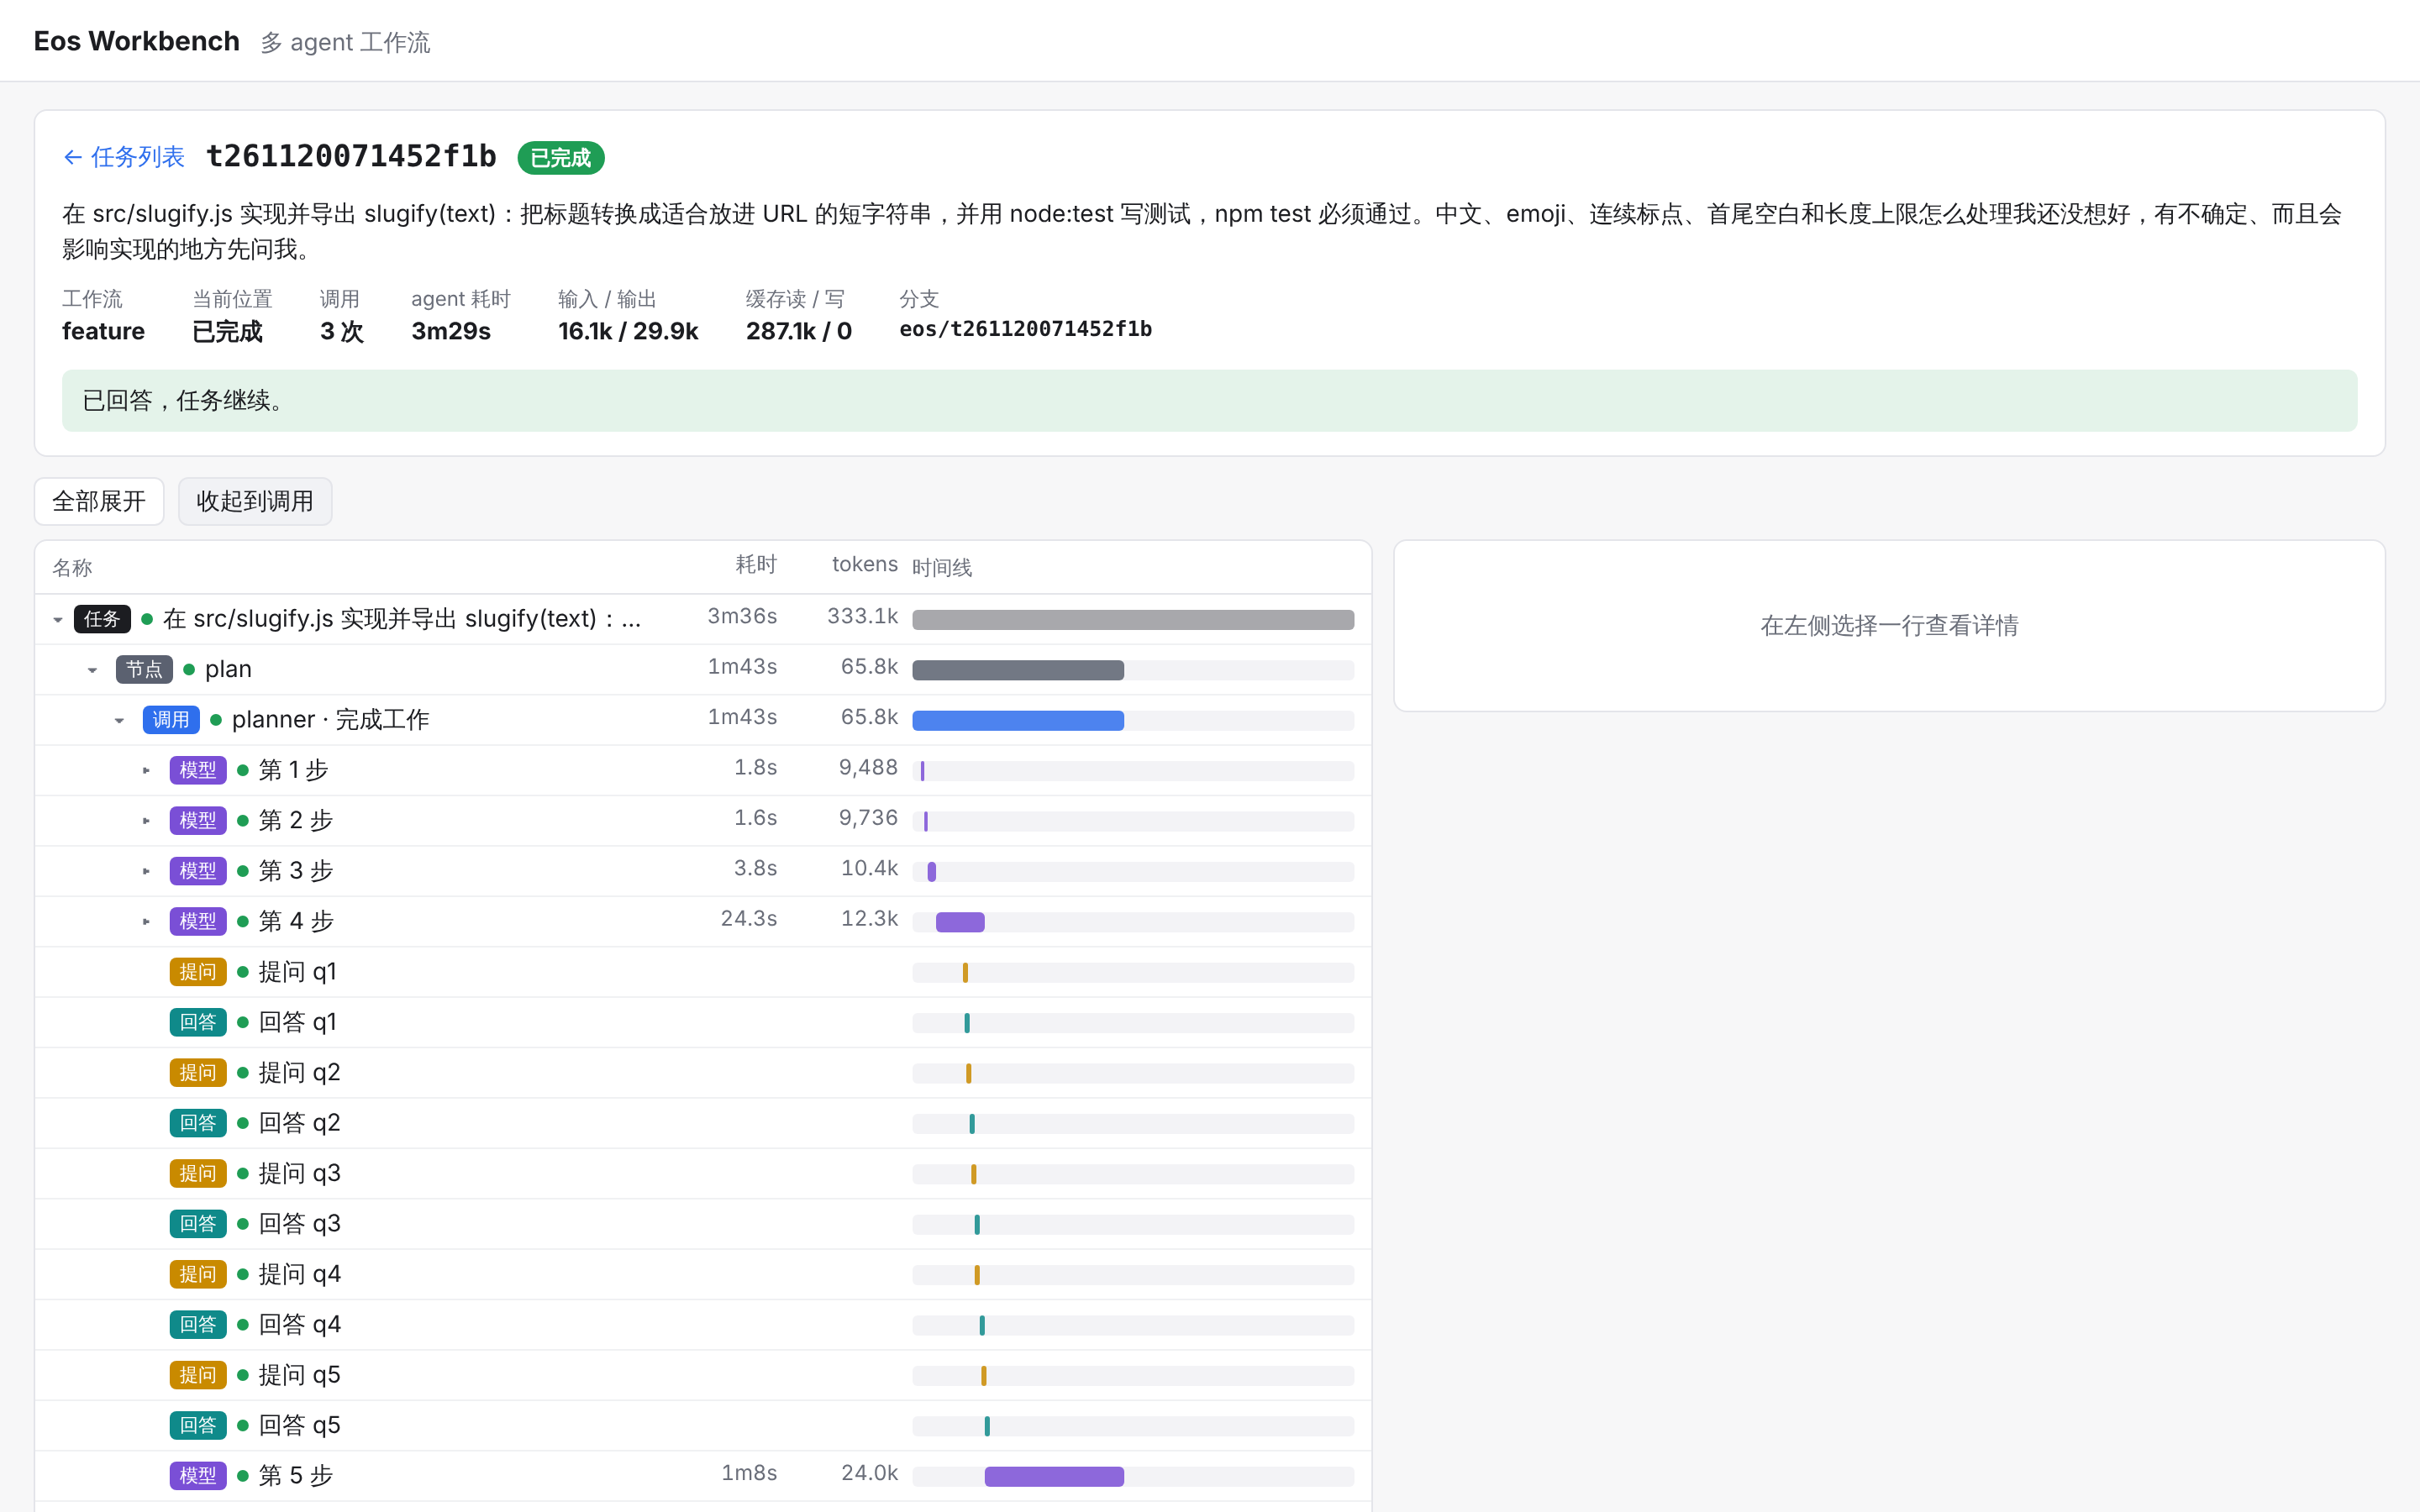 Eos Workbench 多 agent 工作流
← 任务列表 t261120071452f1b 已完成
在 src/slugify.js 实现并导出 slugify(text)：把标题转换成适合放进 URL 的短字符串，并用 node:test 写测试，npm test 必须通过。中文、emoji、连续标点、首尾空白和长度上限怎么处理我还没想好，有不确定、而且会
影响实现的地方先问我。
工作流 当前位置 调用 agent 耗时 输入 / 输出 缓存读 / 写 分支
feature 已完成 3 次 3m29s 16.1k / 29.9k 287.1k / 0 eos/t261120071452f1b
已回答，任务继续。
全部展开 收起到调用
名称 耗时 tokens 时间线
任务 在 src/slugify.js 实现并导出 slugify(text)：... 3m36s 333.1k
节点 plan 1m43s 65.8k
调用 planner · 完成工作 1m43s 65.8k
模型 第 1 步 1.8s 9,488
模型 第 2 步 1.6s 9,736
模型 第 3 步 3.8s 10.4k
模型 第 4 步 24.3s 12.3k
提问 提问 q1
回答 回答 q1
提问 提问 q2
回答 回答 q2
提问 提问 q3
回答 回答 q3
提问 提问 q4
回答 回答 q4
提问 提问 q5
回答 回答 q5
模型 第 5 步 1m8s 24.0k
在左侧选择一行查看详情